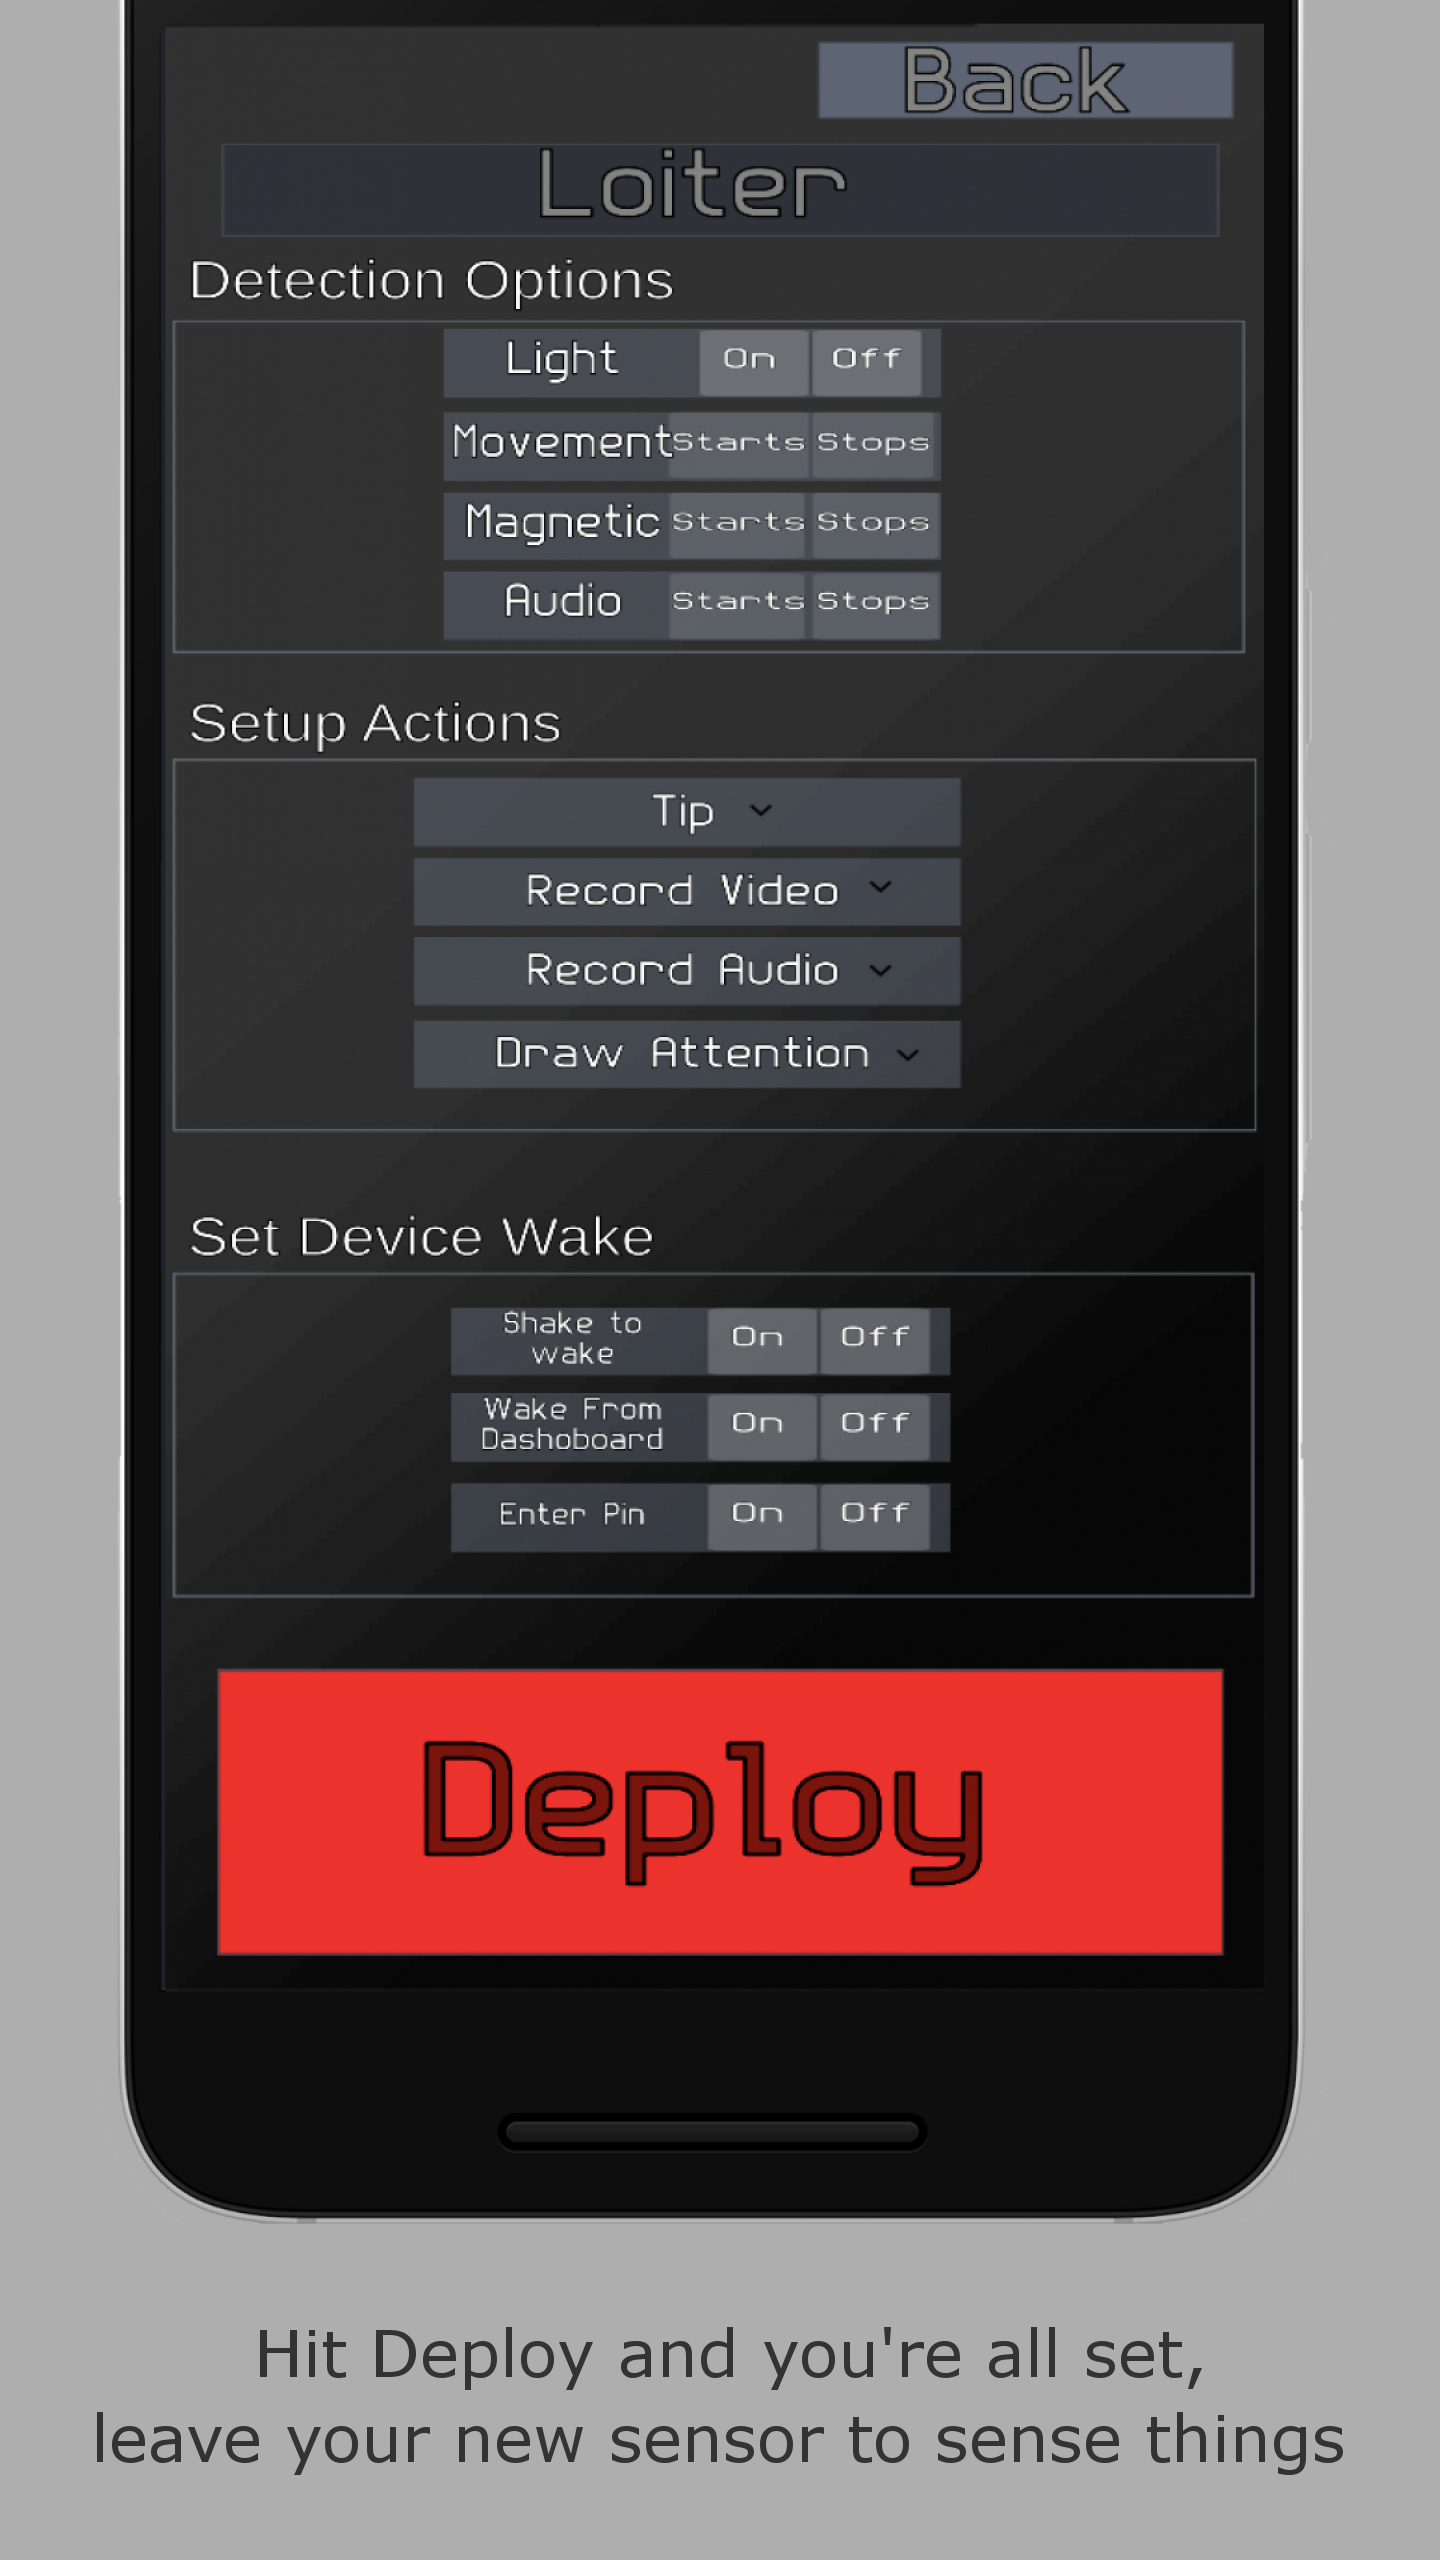 Back
Loiter
Detection Options
Light On Off
Movement Starts Stops
Magnetic Starts Stops
Audio Starts Stops
Setup Actions
Tip
Record Video
Record Audio
Draw Attention
Set Device Wake
Shake to
wake
On Off
Wake From
Dashoboard
On Off
Enter Pin On Off
Deploy
Hit Deploy and you're all set,
leave your new sensor to sense things